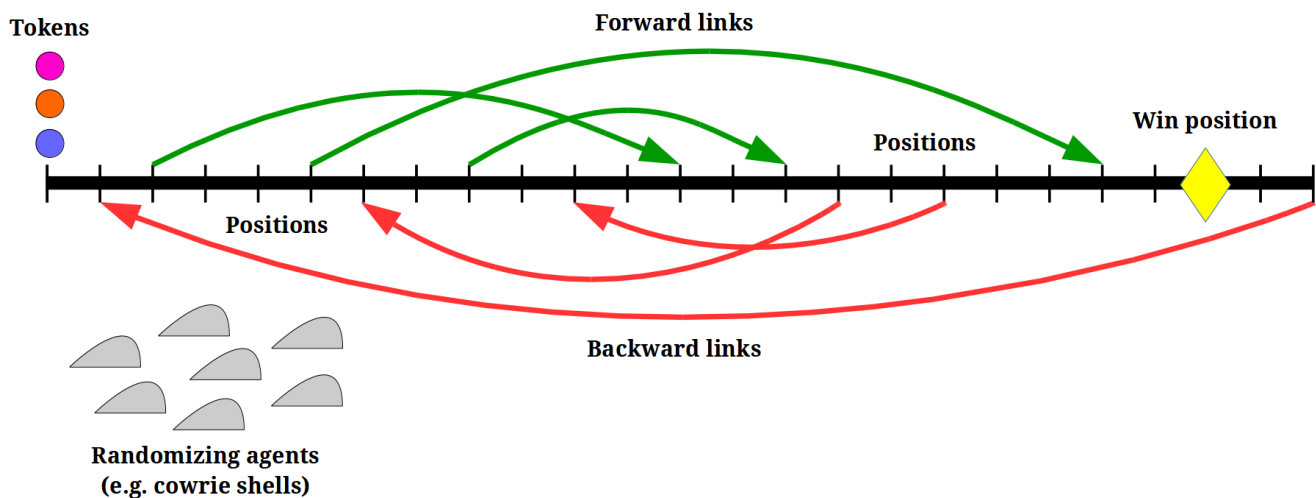 Tokens
Forward links
Win position
Positions
Positions
Backward links
Randomizing agents
(e.g. cowrie shells)